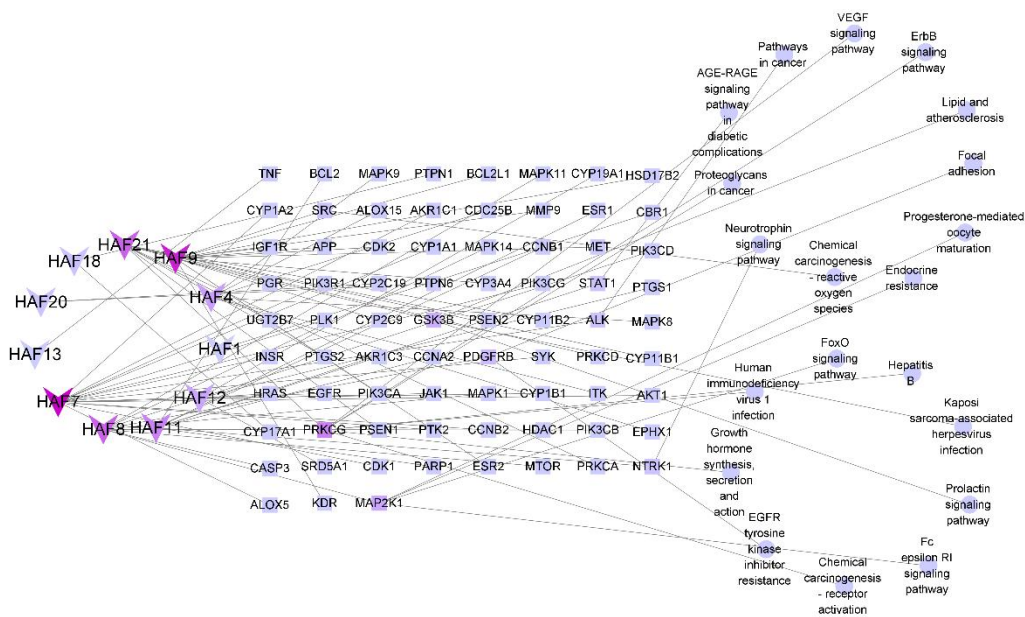 VEGF
signaling
pathway
ErbB
signaling
pathway
Pathways
in cancer
AGE-RAGE
signaling
pathway
in
diabetic
complications
Lipid and
atherosclerosis
Focal
adhesion
Proteoglycans
in cancer
Progesterone-mediated
oocyte
maturation
Neurotrophin
signaling
pathway
Chemical
carcinogenesis
- reactive
oxygen
species
Endocrine
resistance
FoxO
signaling
pathway
Hepatitis
B
Human
immunodeficiency
virus 1
infection
Kaposi
sarcoma-associated
herpesvirus
infection
Growth
hormone
synthesis,
secretion
and
action
Prolactin
signaling
pathway
EGFR
tyrosine
kinase
inhibitor
resistance
Fc
epsilon RI
signaling
pathway
Chemical
carcinogenesis
- receptor
activation
HAF21
HAF9
HAF18
HAF20
HAF4
HAF13
HAF1
HAF7
HAF12
HAF8
HAF11
TNF BCL2 MAPK9 PTPN1 BCL2L1 MAPK11 CYP19A1 HSD17B2
CYP1A2 SRC ALOX15 AKR1C1 CDC25B MMP9 ESR1 CBR1
IGF1R APP CDK2 CYP1A1 MAPK14 CCNB1 MET PIK3CD
PGR PIK3R1 CYP2C19 PTPN6 CYP3A4 PIK3CG STAT1 PTGS1
UGT2B7 PLK1 CYP2C9 GSK3B PSEN2 CYP11B2 ALK MAPK8
INSR PTGS2 AKR1C3 CCNA2 PDGFRB SYK PRKCD CYP11B1
HRAS EGFR PIK3CA JAK1 MAPK1 CYP1B1 ITK AKT1
CYP17A1 PRKCG PSEN1 PTK2 CCNB2 HDAC1 PIK3CB EPHX1
CASP3 SRD5A1 CDK1 PARP1 ESR2 MTOR PRKCA NTRK1
ALOX5 KDR MAP2K1